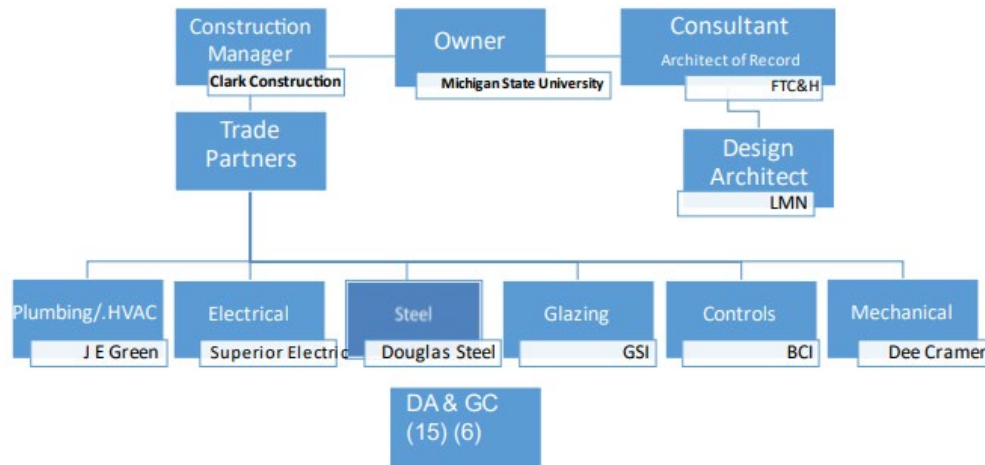 Construction
Manager
Clark Construction
Owner
Michigan State University
Consultant
Architect of Record
FTC&H
Trade
Partners
Design
Architect
LMN
Plumbing/.HVAC
J E Green
Electrical
Superior Electric
Steel
Douglas Steel
Glazing
GSI
Controls
BCI
Mechanical
Dee Cramer
DA & GC
(15) (6)